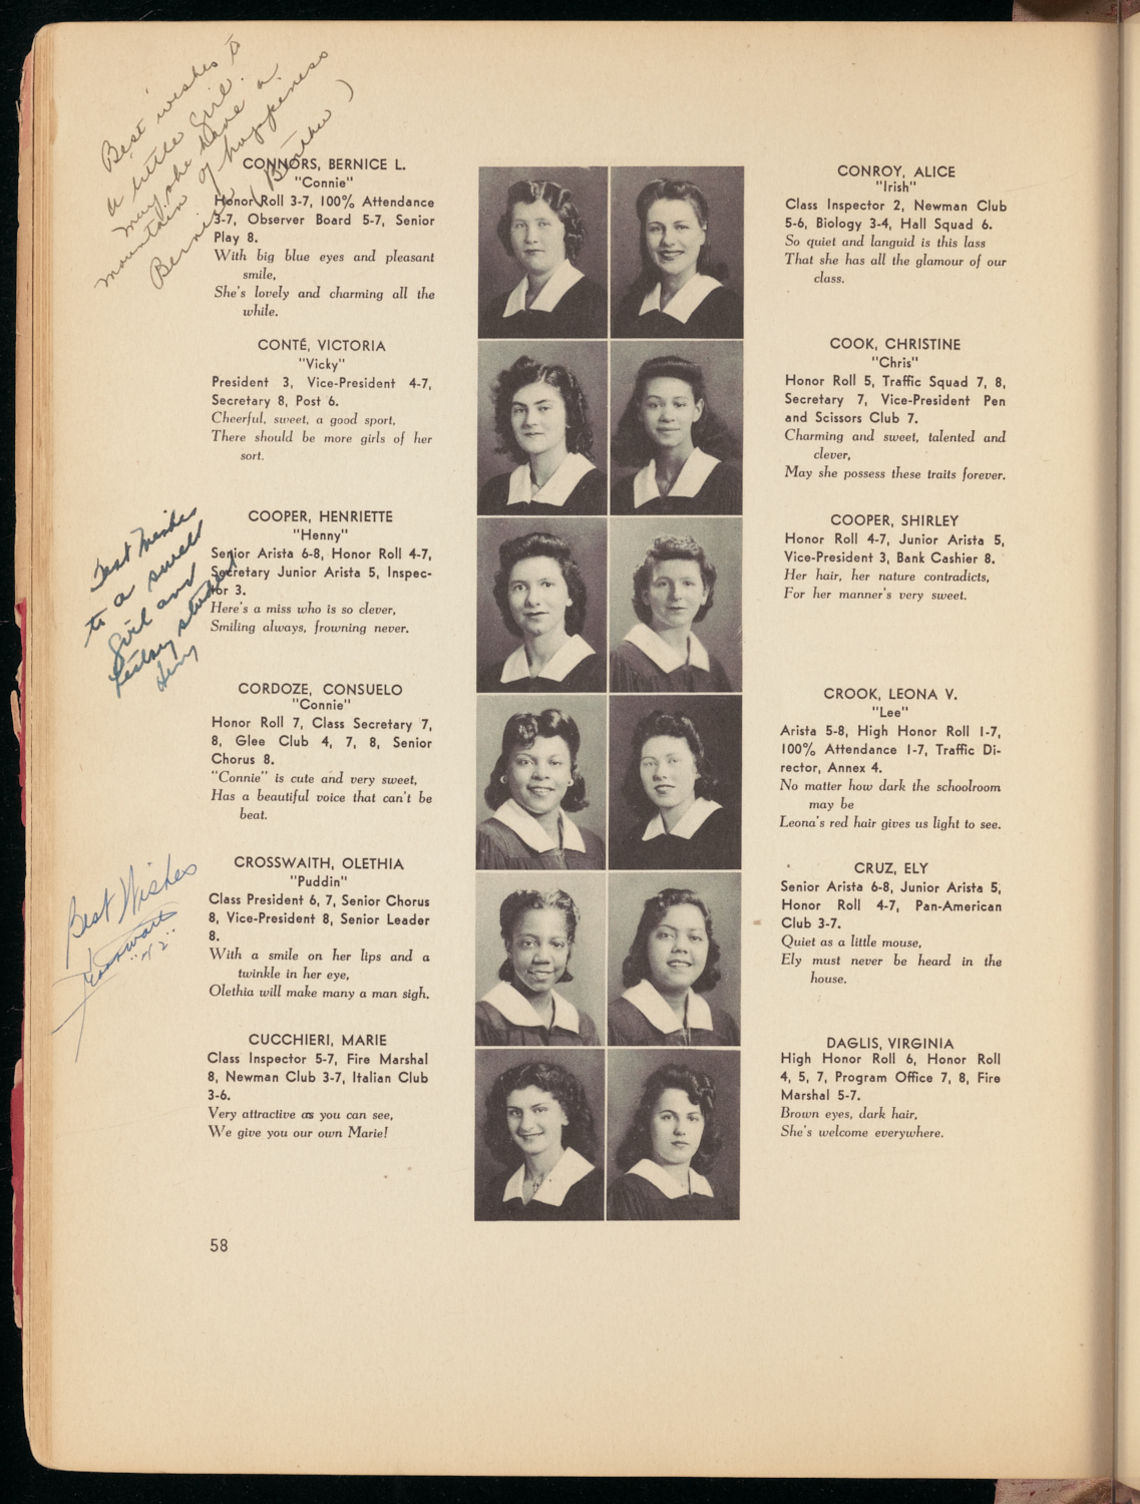 Best wishes to
a little girl.
may she have a
mountain of happiness
Bernice (Brother)
CONNORS, BERNICE L.
"Connie"
Honor Roll 3-7, 100% Attendance
3-7, Observer Board 5-7, Senior
Play 8.
With big blue eyes and pleasant
smile,
She's lovely and charming all the
while.
CONTÉ, VICTORIA
"Vicky"
President 3, Vice-President 4-7,
Secretary 8, Post 6.
Cheerful, sweet, a good sport,
There should be more girls of her
sort.
Best Wishes
to a swell
girl and
student
Heny
COOPER, HENRIETTE
"Henny"
Senior Arista 6-8, Honor Roll 4-7,
Secretary Junior Arista 5, Inspec-
tor 3.
Here's a miss who is so clever,
Smiling always, frowning never.
CORDOZE, CONSUELO
"Connie"
Honor Roll 7, Class Secretary 7,
8, Glee Club 4, 7, 8, Senior
Chorus 8.
"Connie" is cute and very sweet,
Has a beautiful voice that can't be
beat.
Best Wishes
"42"
CROSSWAITH, OLETHIA
"Puddin"
Class President 6, 7, Senior Chorus
8, Vice-President 8, Senior Leader
8.
With a smile on her lips and a
twinkle in her eye,
Olethia will make many a man sigh.
CUCCHIERI, MARIE
Class Inspector 5-7, Fire Marshal
8, Newman Club 3-7, Italian Club
3-6.
Very attractive as you can see,
We give you our own Marie!
CONROY, ALICE
"Irish"
Class Inspector 2, Newman Club
5-6, Biology 3-4, Hall Squad 6.
So quiet and languid is this lass
That she has all the glamour of our
class.
COOK, CHRISTINE
"Chris"
Honor Roll 5, Traffic Squad 7, 8,
Secretary 7, Vice-President Pen
and Scissors Club 7.
Charming and sweet, talented and
clever,
May she possess these traits forever.
COOPER, SHIRLEY
Honor Roll 4-7, Junior Arista 5,
Vice-President 3, Bank Cashier 8.
Her hair, her nature contradicts,
For her manner's very sweet.
CROOK, LEONA V.
"Lee"
Arista 5-8, High Honor Roll 1-7,
100% Attendance 1-7, Traffic Di-
rector, Annex 4.
No matter how dark the schoolroom
may be
Leona's red hair gives us light to see.
CRUZ, ELY
Senior Arista 6-8, Junior Arista 5,
Honor Roll 4-7, Pan-American
Club 3-7.
Quiet as a little mouse,
Ely must never be heard in the
house.
DAGLIS, VIRGINIA
High Honor Roll 6, Honor Roll
4, 5, 7, Program Office 7, 8, Fire
Marshal 5-7.
Brown eyes, dark hair,
She's welcome everywhere.
58